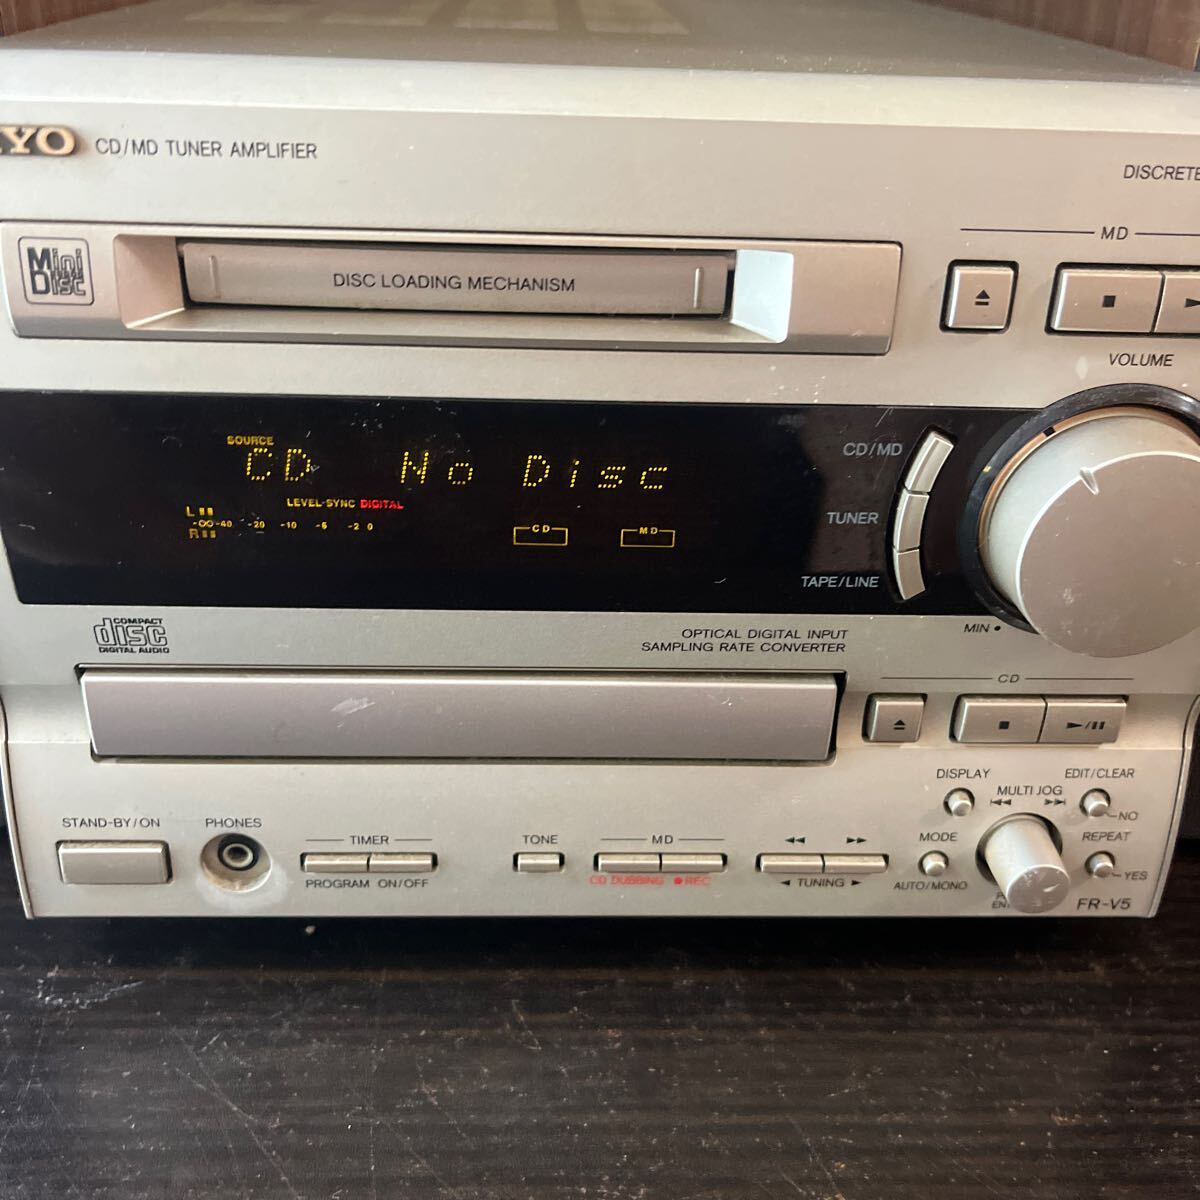 YO CD/MD TUNER AMPLIFIER
DISCRETE
MD
Mini Disc
DISC LOADING MECHANISM
VOLUME
SOURCE
CD No Disc
LEVEL-SYNC DIGITAL
L
-∞ -40 -20 -10 -6 -2 0
R
CD MD
CD/MD
TUNER
TAPE/LINE
MIN
COMPACT
disc
DIGITAL AUDIO
OPTICAL DIGITAL INPUT
SAMPLING RATE CONVERTER
CD
DISPLAY
MULTI JOG
EDIT/CLEAR
NO
MODE
AUTO/MONO
REPEAT
YES
STAND-BY/ON
PHONES
TIMER
PROGRAM ON/OFF
TONE
MD
CD DUBBING ●REC
◄ TUNING ►
FR-V5